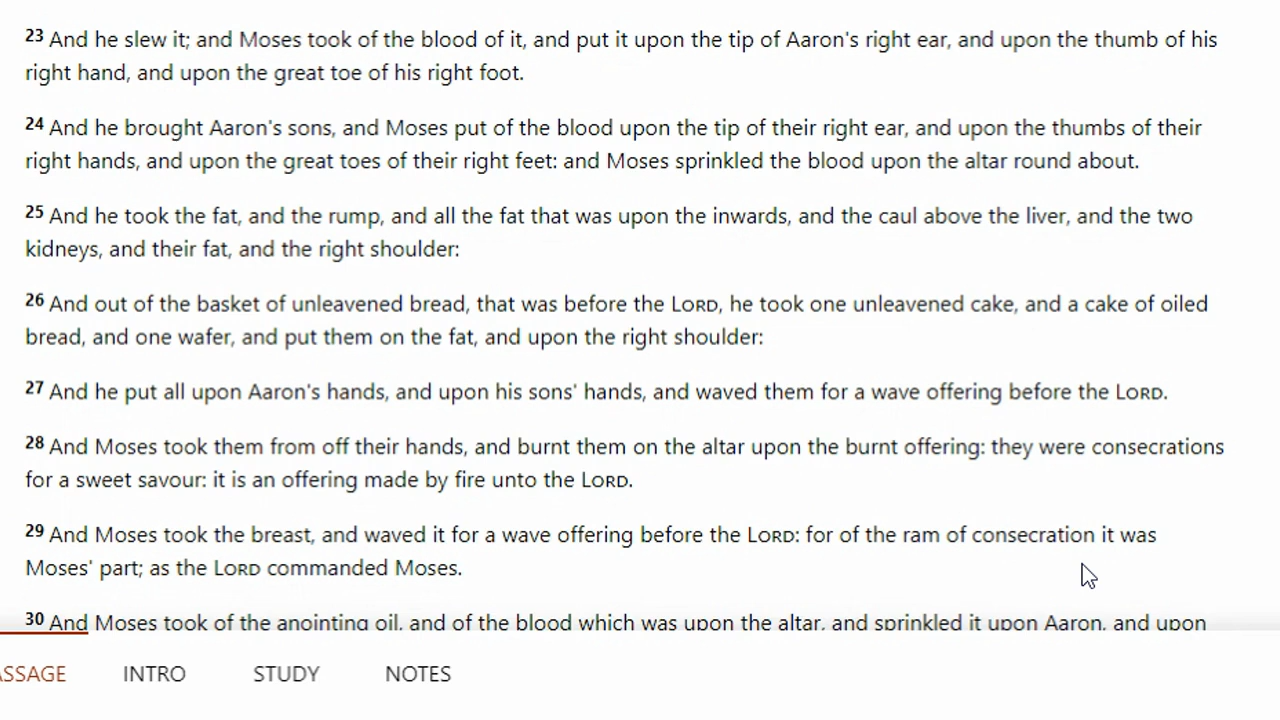 23 And he slew it; and Moses took of the blood of it, and put it upon the tip of Aaron's right ear, and upon the thumb of his
right hand, and upon the great toe of his right foot.
24 And he brought Aaron's sons, and Moses put of the blood upon the tip of their right ear, and upon the thumbs of their
right hands, and upon the great toes of their right feet: and Moses sprinkled the blood upon the altar round about.
25 And he took the fat, and the rump, and all the fat that was upon the inwards, and the caul above the liver, and the two
kidneys, and their fat, and the right shoulder:
26 And out of the basket of unleavened bread, that was before the LORD, he took one unleavened cake, and a cake of oiled
bread, and one wafer, and put them on the fat, and upon the right shoulder:
27 And he put all upon Aaron's hands, and upon his sons' hands, and waved them for a wave offering before the LORD.
28 And Moses took them from off their hands, and burnt them on the altar upon the burnt offering: they were consecrations
for a sweet savour: it is an offering made by fire unto the LORD.
29 And Moses took the breast, and waved it for a wave offering before the LORD: for of the ram of consecration it was
Moses' part; as the LORD commanded Moses.
30 And Moses took of the anointing oil, and of the blood which was upon the altar, and sprinkled it upon Aaron, and upon
ASSAGE INTRO STUDY NOTES